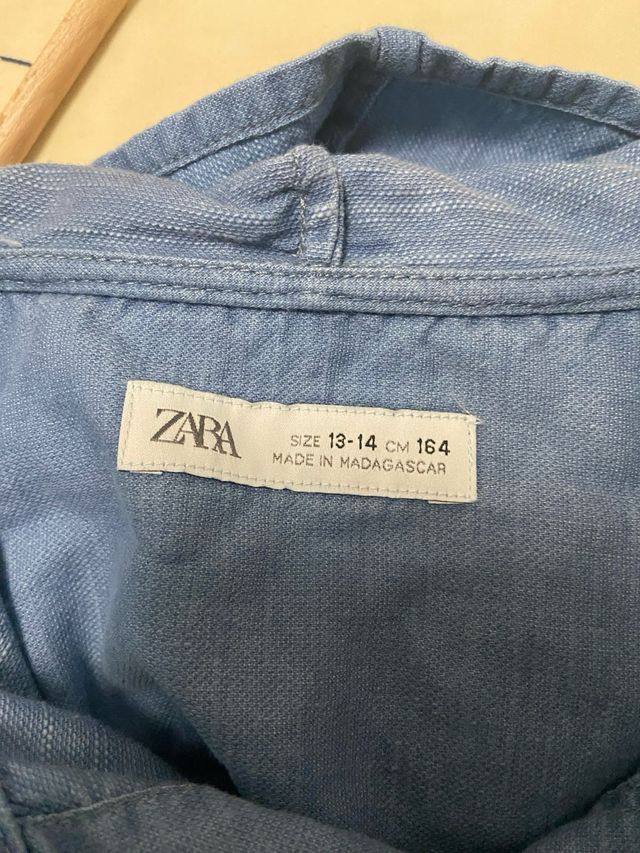 ZARA
SIZE 13-14 CM 164
MADE IN MADAGASCAR